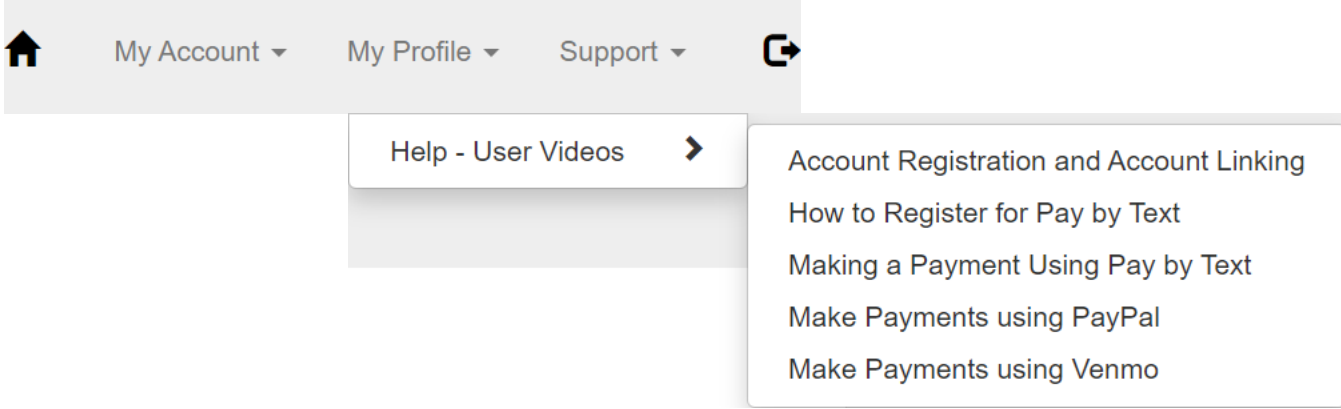 My Account
My Profile
Support
Help - User Videos
Account Registration and Account Linking
How to Register for Pay by Text
Making a Payment Using Pay by Text
Make Payments using PayPal
Make Payments using Venmo